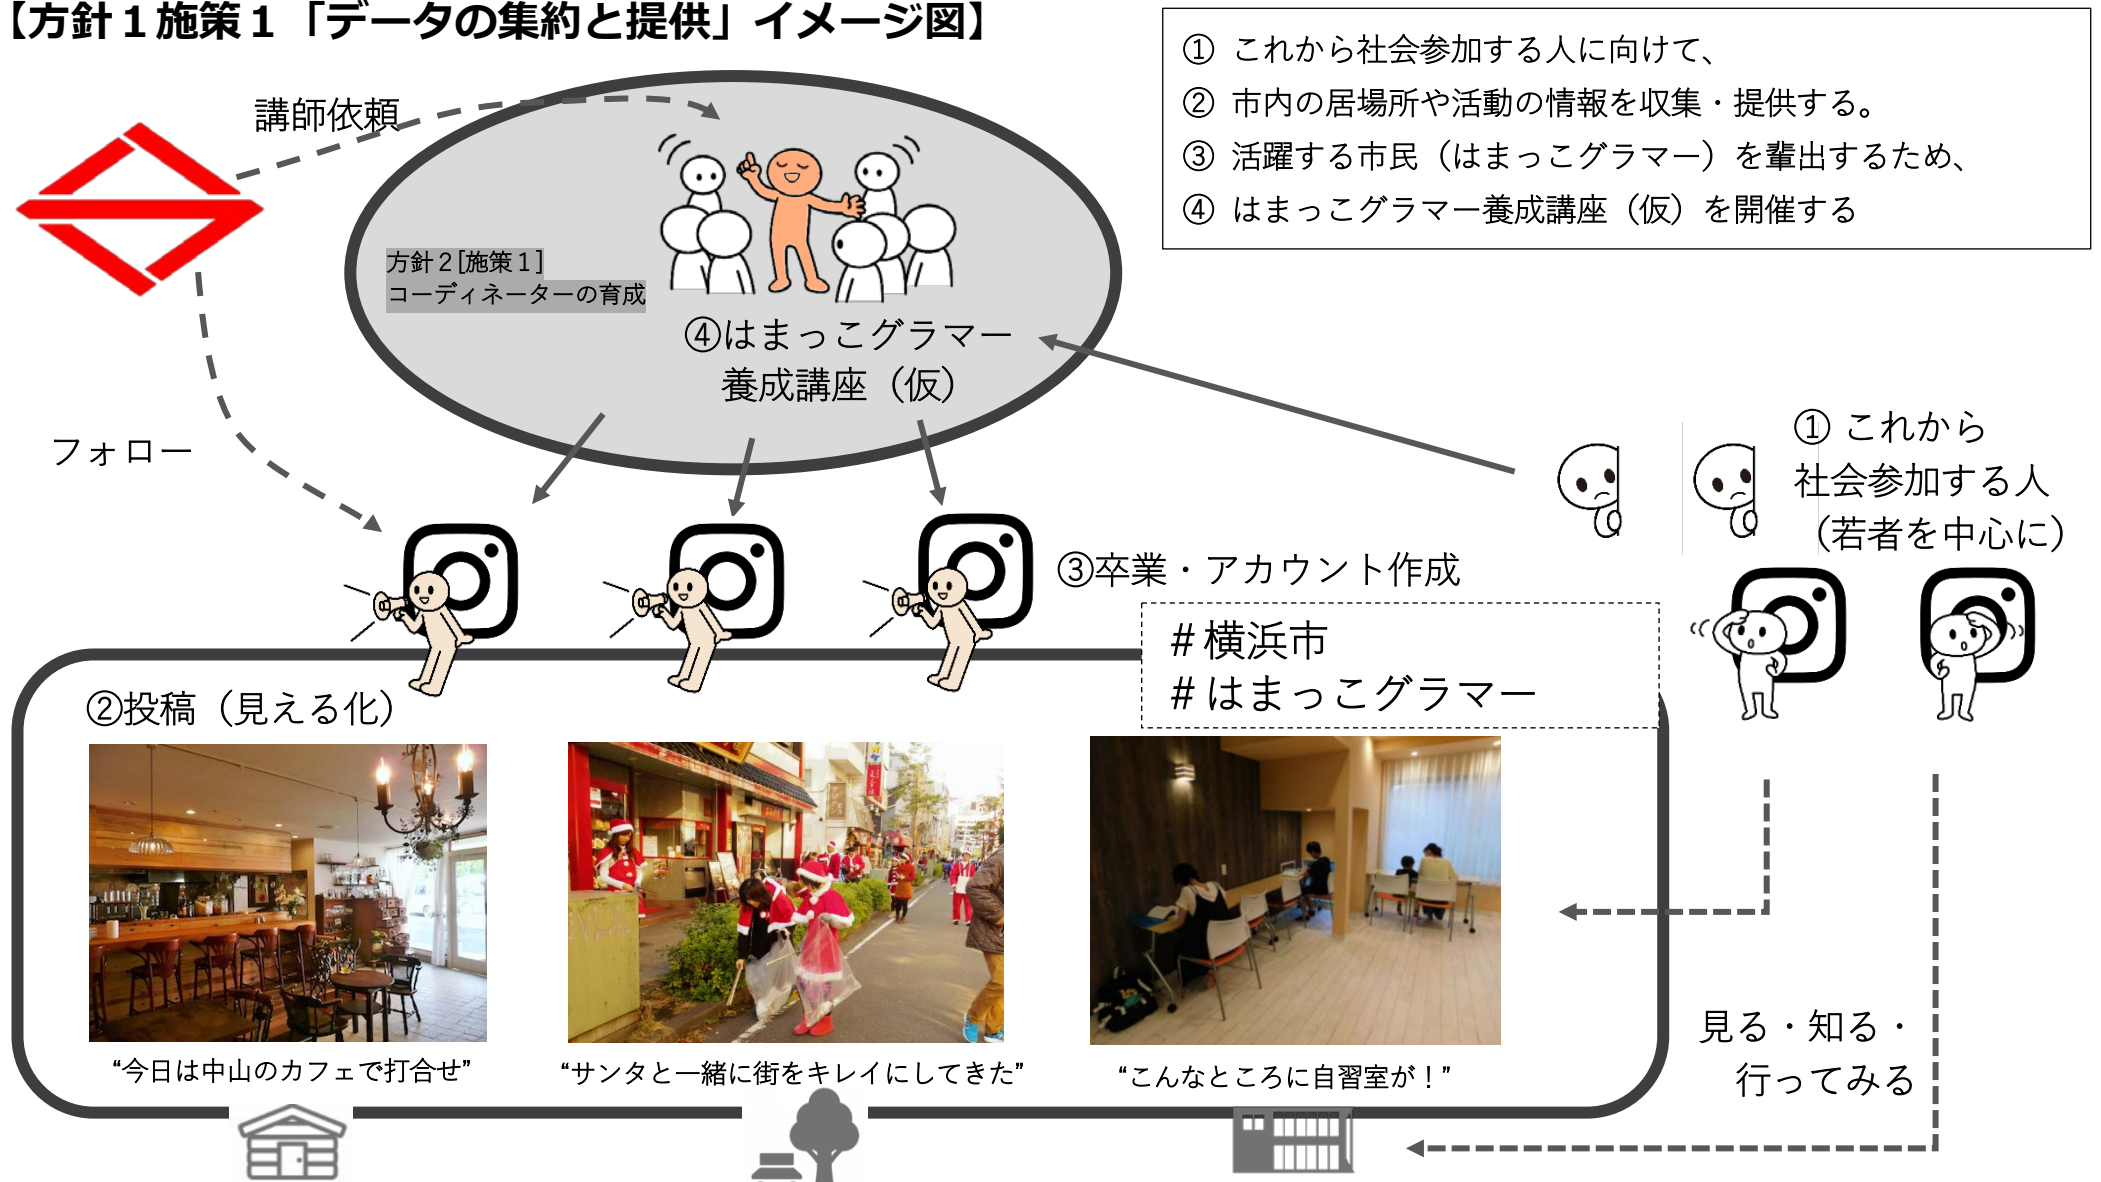 【方針１施策１「データの集約と提供」イメージ図】
① これから社会参加する人に向けて、
② 市内の居場所や活動の情報を収集・提供する。
③ 活躍する市民（はまっこグラマー）を輩出するため、
④ はまっこグラマー養成講座（仮）を開催する
講師依頼
方針２[施策１]
コーディネーターの育成
④はまっこグラマー
養成講座（仮）
フォロー
① これから
社会参加する人
（若者を中心に）
③卒業・アカウント作成
＃横浜市
＃はまっこグラマー
②投稿（見える化）
“今日は中山のカフェで打合せ”
“サンタと一緒に街をキレイにしてきた”
“こんなところに自習室が！”
見る・知る・
行ってみる